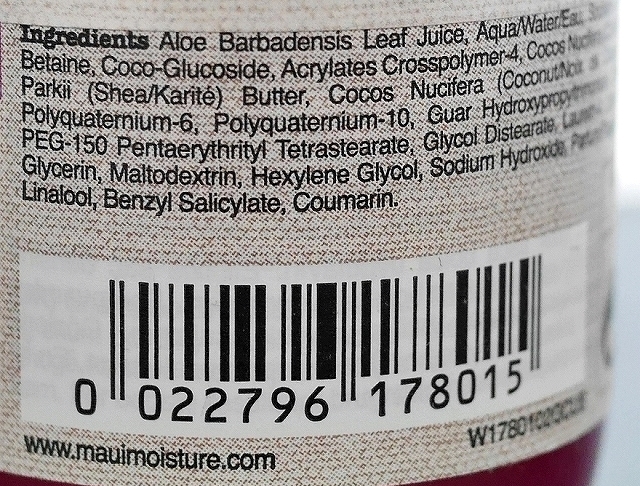 Ingredients Aloe Barbadensis Leaf Juice, Aqua/Water/Eau,
Betaine, Coco-Glucoside, Acrylates Crosspolymer-4, Cocos
Parkii (Shea/Karité) Butter, Cocos Nucifera (Coconut/Noix
Polyquaternium-6, Polyquaternium-10, Guar
PEG-150 Pentaerythrityl Tetrastearate, Glycol Distearate,
Glycerin, Maltodextrin, Hexylene Glycol, Sodium Hydroxide,
Linalool, Benzyl Salicylate, Coumarin.
0 022796 178015
www.mauimoisture.com